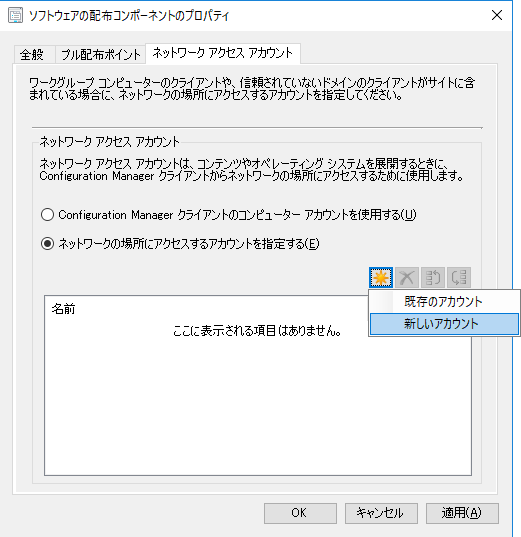 ソフトウェアの配布コンポーネントのプロパティ
全般
プル配布ポイント
ネットワーク アクセス アカウント
ワークグループ コンピューターのクライアントや、信頼されていないドメインのクライアントがサイトに含
まれている場合に、ネットワークの場所にアクセスするアカウントを指定してください。
ネットワーク アクセス アカウント
ネットワーク アクセス アカウントは、コンテンツやオペレーティング システムを展開するときに、
Configuration Manager クライアントからネットワークの場所にアクセスするために使用します。
Configuration Manager クライアントのコンピューター アカウントを使用する(U)
ネットワークの場所にアクセスするアカウントを指定する(E)
既存のアカウント
新しいアカウント
名前
ここに表示される項目はありません。
OK
キャンセル
適用(A)